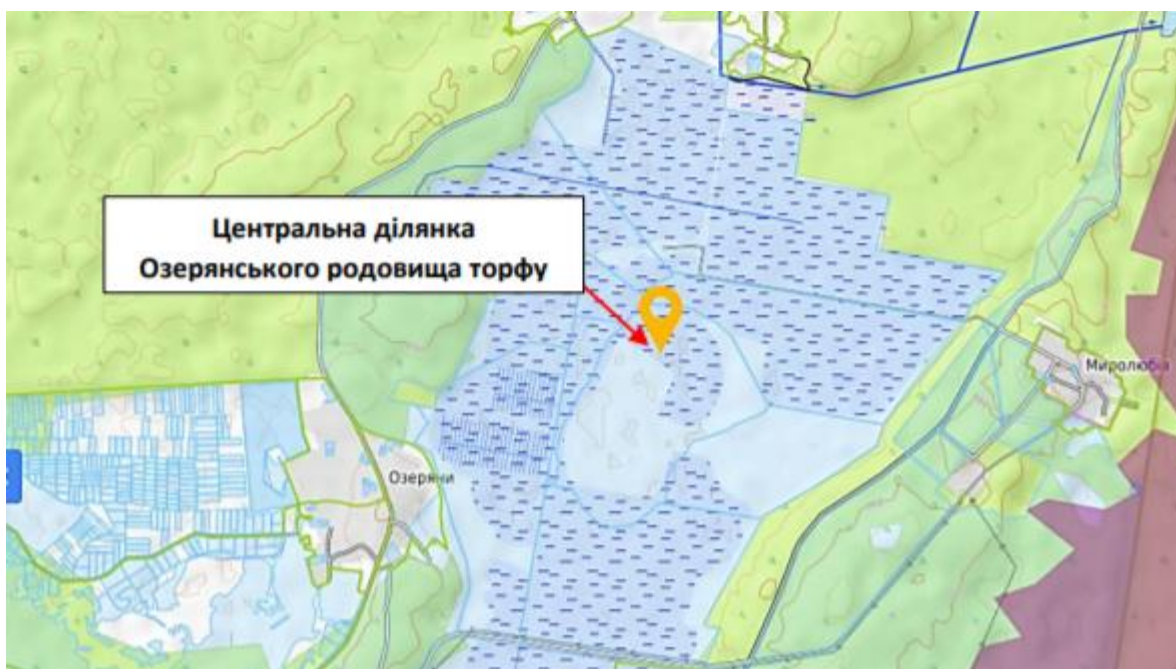 Центральна ділянка
Озерянського родовища торфу
Миролюбів
Озеряни